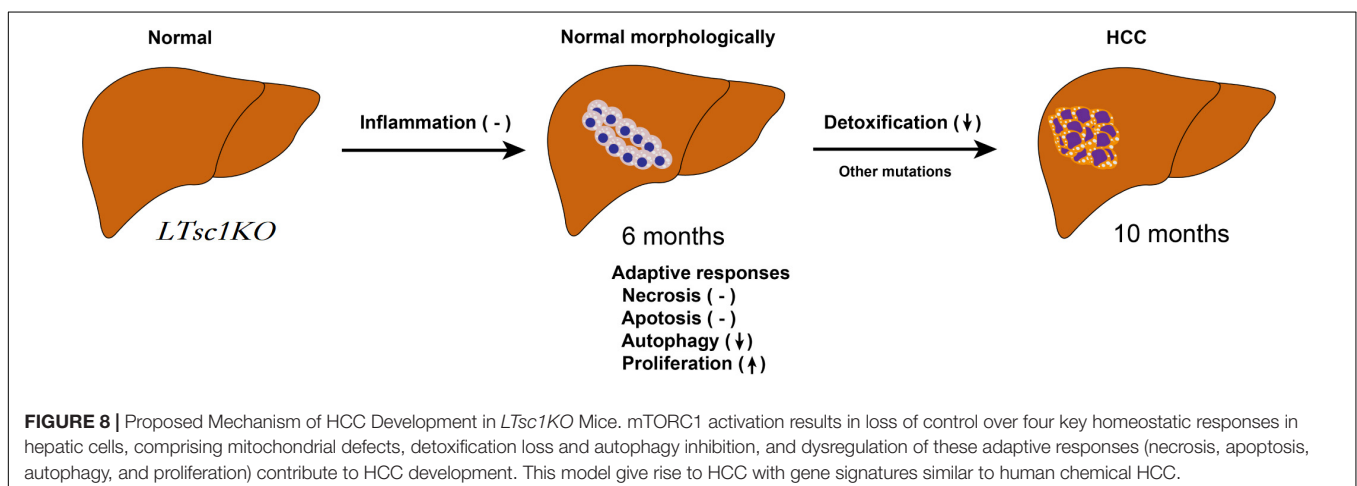 Normal
Normal morphologically
HCC
Inflammation ( - )
Detoxification (↓)
Other mutations
LTsc1KO
6 months
10 months
Adaptive responses
Necrosis ( - )
Apotosis ( - )
Autophagy (↓)
Proliferation (↑)
FIGURE 8 | Proposed Mechanism of HCC Development in LTsc1KO Mice. mTORC1 activation results in loss of control over four key homeostatic responses in
hepatic cells, comprising mitochondrial defects, detoxification loss and autophagy inhibition, and dysregulation of these adaptive responses (necrosis, apoptosis,
autophagy, and proliferation) contribute to HCC development. This model give rise to HCC with gene signatures similar to human chemical HCC.